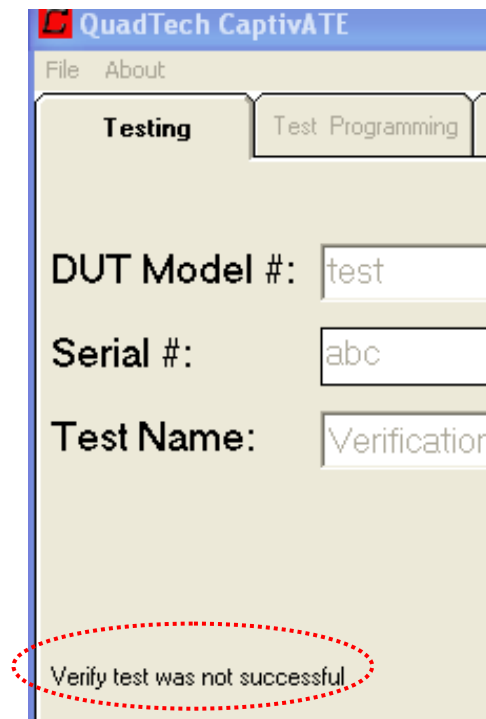 C QuadTech CaptivATE
File About
Testing Test Programming
DUT Model #: test
Serial #: abc
Test Name: Verification
Verify test was not successful